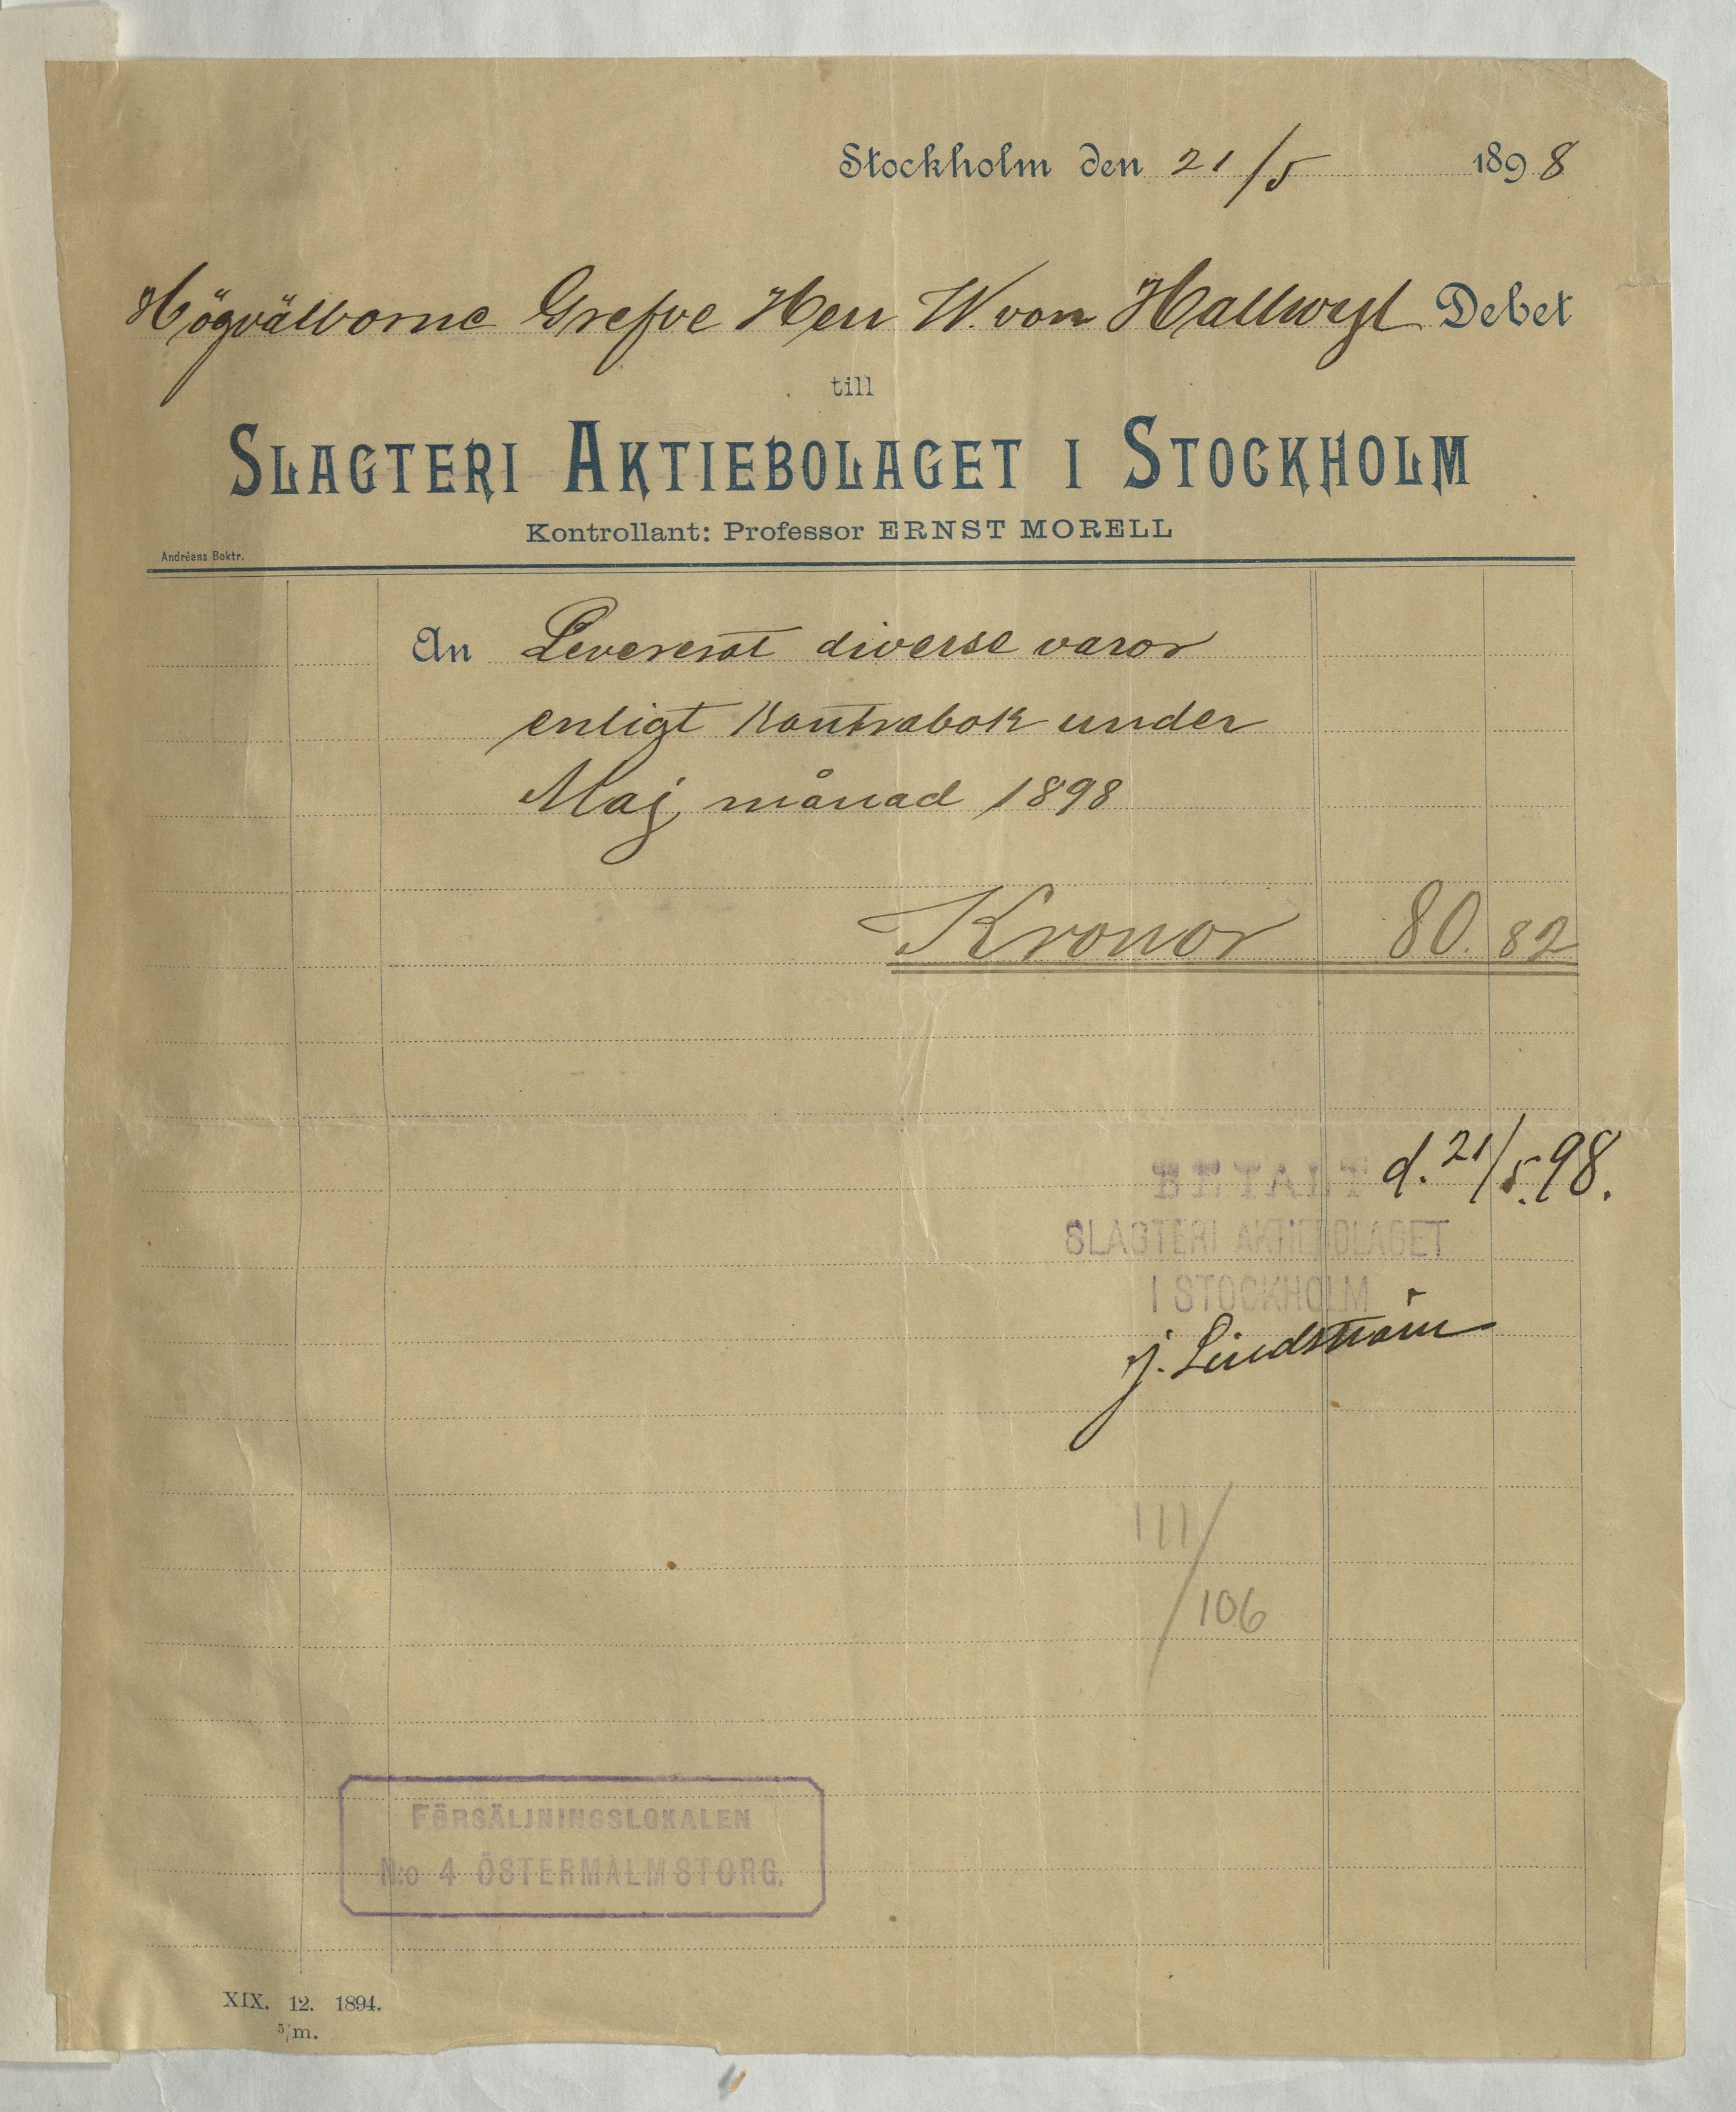 Stockholm den 21/5 1898
Högvälborne Grefve Herr W. von Hallwyl Debet
till
SLAGTERI AKTIEBOLAGET I STOCKHOLM
Kontrollant: Professor ERNST MORELL
Andréens Boktr.
An Levererat diverse varor
enligt Kontrabok under
Maj månad 1898
Kronor 80. 82
BETALT d. 21/5. 98.
SLAGTERI AKTIEBOLAGET
I STOCKHOLM
J. Lindström
111/106
FÖRSÄLJNINGSLOKALEN
N:o 4 ÖSTERMALMSTORG.
XIX. 12. 1894.
5/m.